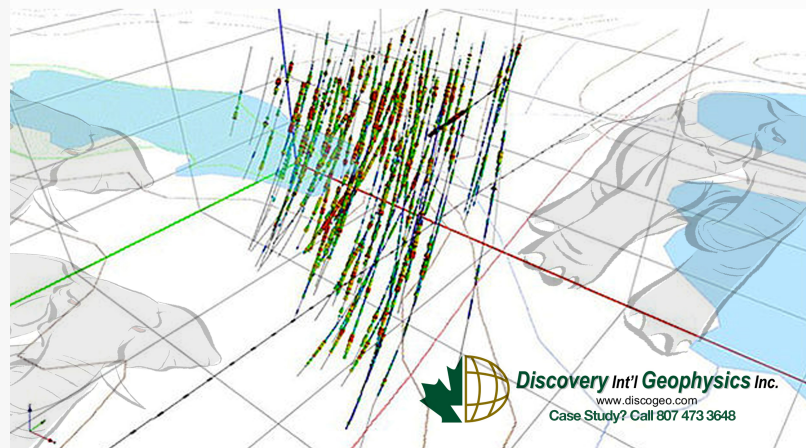 Discovery Int'l Geophysics Inc.
www.discogeo.com
Case Study? Call 807 473 3648